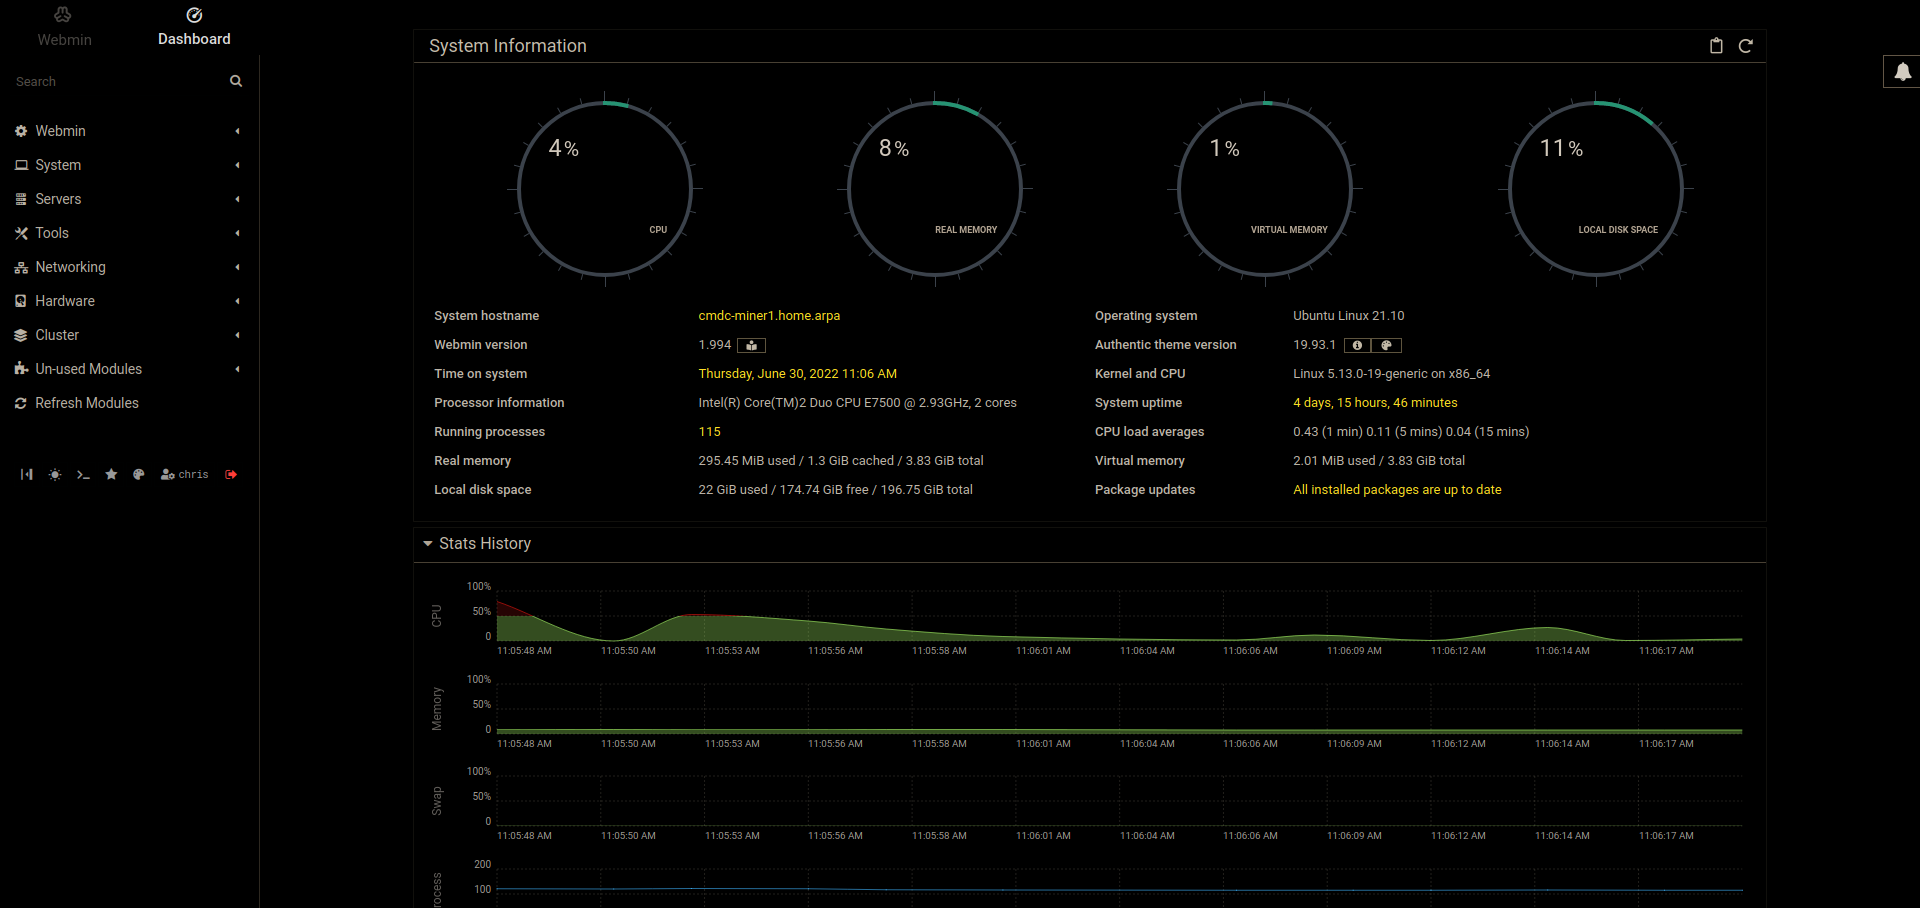 Webmin
Dashboard
Search
Webmin
System
Servers
Tools
Networking
Hardware
Cluster
Un-used Modules
Refresh Modules
chris
System Information
4%
CPU
8%
REAL MEMORY
1%
VIRTUAL MEMORY
11%
LOCAL DISK SPACE
System hostname cmdc-miner1.home.arpa Operating system Ubuntu Linux 21.10
Webmin version 1.994 Authentic theme version 19.93.1
Time on system Thursday, June 30, 2022 11:06 AM Kernel and CPU Linux 5.13.0-19-generic on x86_64
Processor information Intel(R) Core(TM)2 Duo CPU E7500 @ 2.93GHz, 2 cores System uptime 4 days, 15 hours, 46 minutes
Running processes 115 CPU load averages 0.43 (1 min) 0.11 (5 mins) 0.04 (15 mins)
Real memory 295.45 MiB used / 1.3 GiB cached / 3.83 GiB total Virtual memory 2.01 MiB used / 3.83 GiB total
Local disk space 22 GiB used / 174.74 GiB free / 196.75 GiB total Package updates All installed packages are up to date
Stats History
CPU
100%
50%
0
11:05:48 AM 11:05:50 AM 11:05:53 AM 11:05:56 AM 11:05:58 AM 11:06:01 AM 11:06:04 AM 11:06:06 AM 11:06:09 AM 11:06:12 AM 11:06:14 AM 11:06:17 AM
Memory
100%
50%
0
11:05:48 AM 11:05:50 AM 11:05:53 AM 11:05:56 AM 11:05:58 AM 11:06:01 AM 11:06:04 AM 11:06:06 AM 11:06:09 AM 11:06:12 AM 11:06:14 AM 11:06:17 AM
Swap
100%
50%
0
11:05:48 AM 11:05:50 AM 11:05:53 AM 11:05:56 AM 11:05:58 AM 11:06:01 AM 11:06:04 AM 11:06:06 AM 11:06:09 AM 11:06:12 AM 11:06:14 AM 11:06:17 AM
rocess
200
100